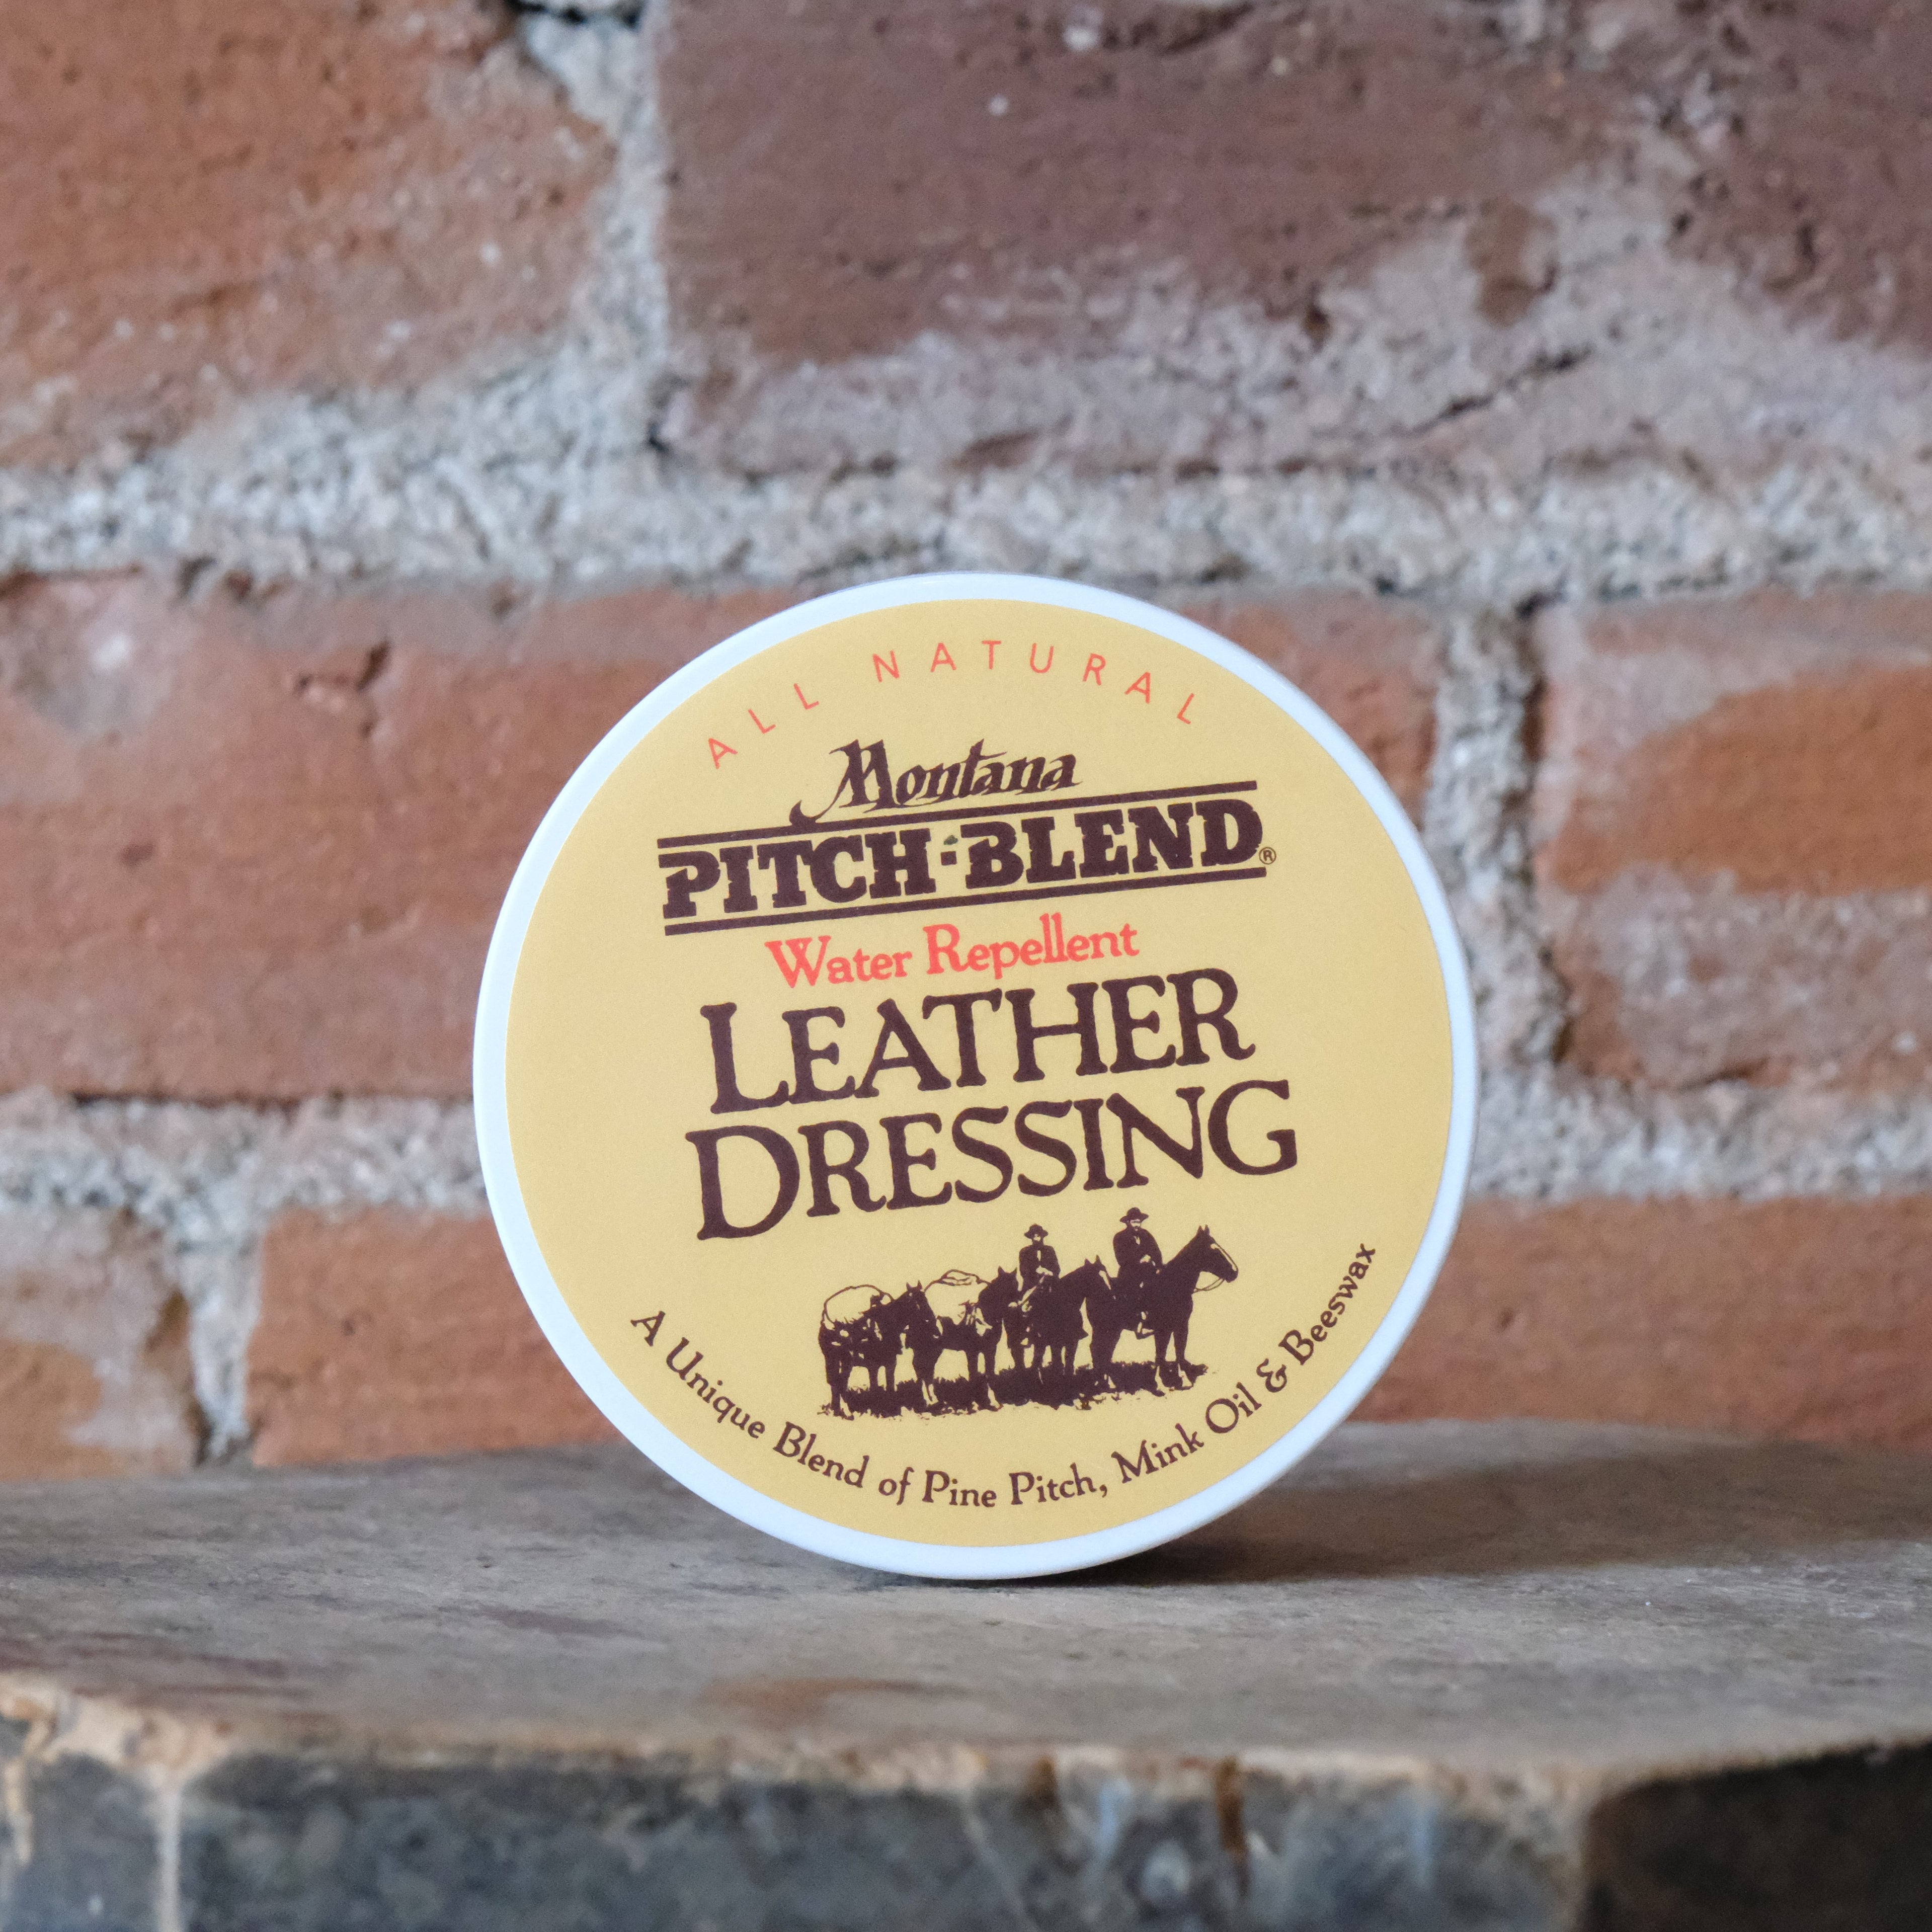 ALL NATURAL
Montana
PITCH-BLEND®
Water Repellent
LEATHER
DRESSING
A Unique Blend of Pine Pitch, Mink Oil & Beeswax